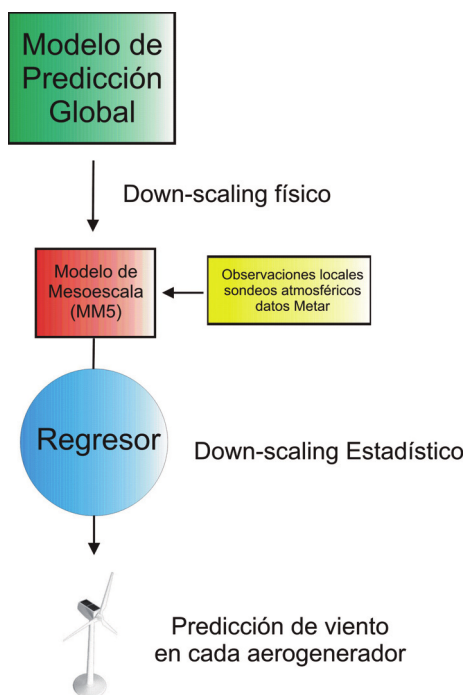 Modelo de
Predicción
Global
Down-scaling físico
Modelo de
Mesoescala
(MM5)
Observaciones locales
sondeos atmosféricos
datos Metar
Regresor
Down-scaling Estadístico
Predicción de viento
en cada aerogenerador